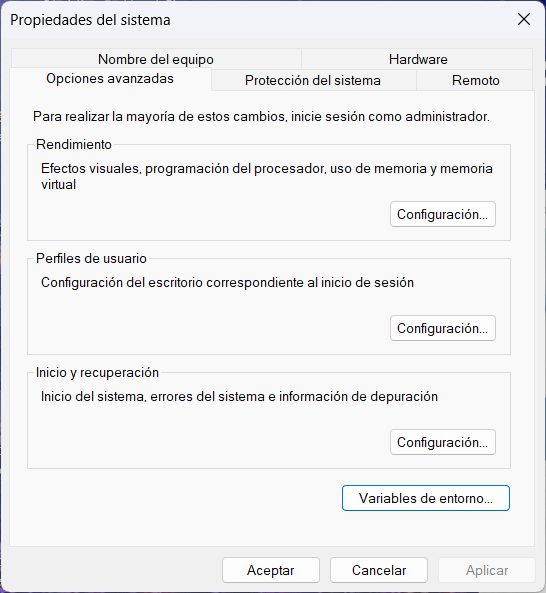 Propiedades del sistema
Nombre del equipo
Hardware
Opciones avanzadas
Protección del sistema
Remoto
Para realizar la mayoría de estos cambios, inicie sesión como administrador.
Rendimiento
Efectos visuales, programación del procesador, uso de memoria y memoria
virtual
Configuración...
Perfiles de usuario
Configuración del escritorio correspondiente al inicio de sesión
Configuración...
Inicio y recuperación
Inicio del sistema, errores del sistema e información de depuración
Configuración...
Variables de entorno...
Aceptar
Cancelar
Aplicar